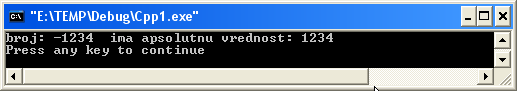 "E:\TEMP\Debug\Cpp1.exe"
broj: -1234  ima apsolutnu vrednost: 1234
Press any key to continue